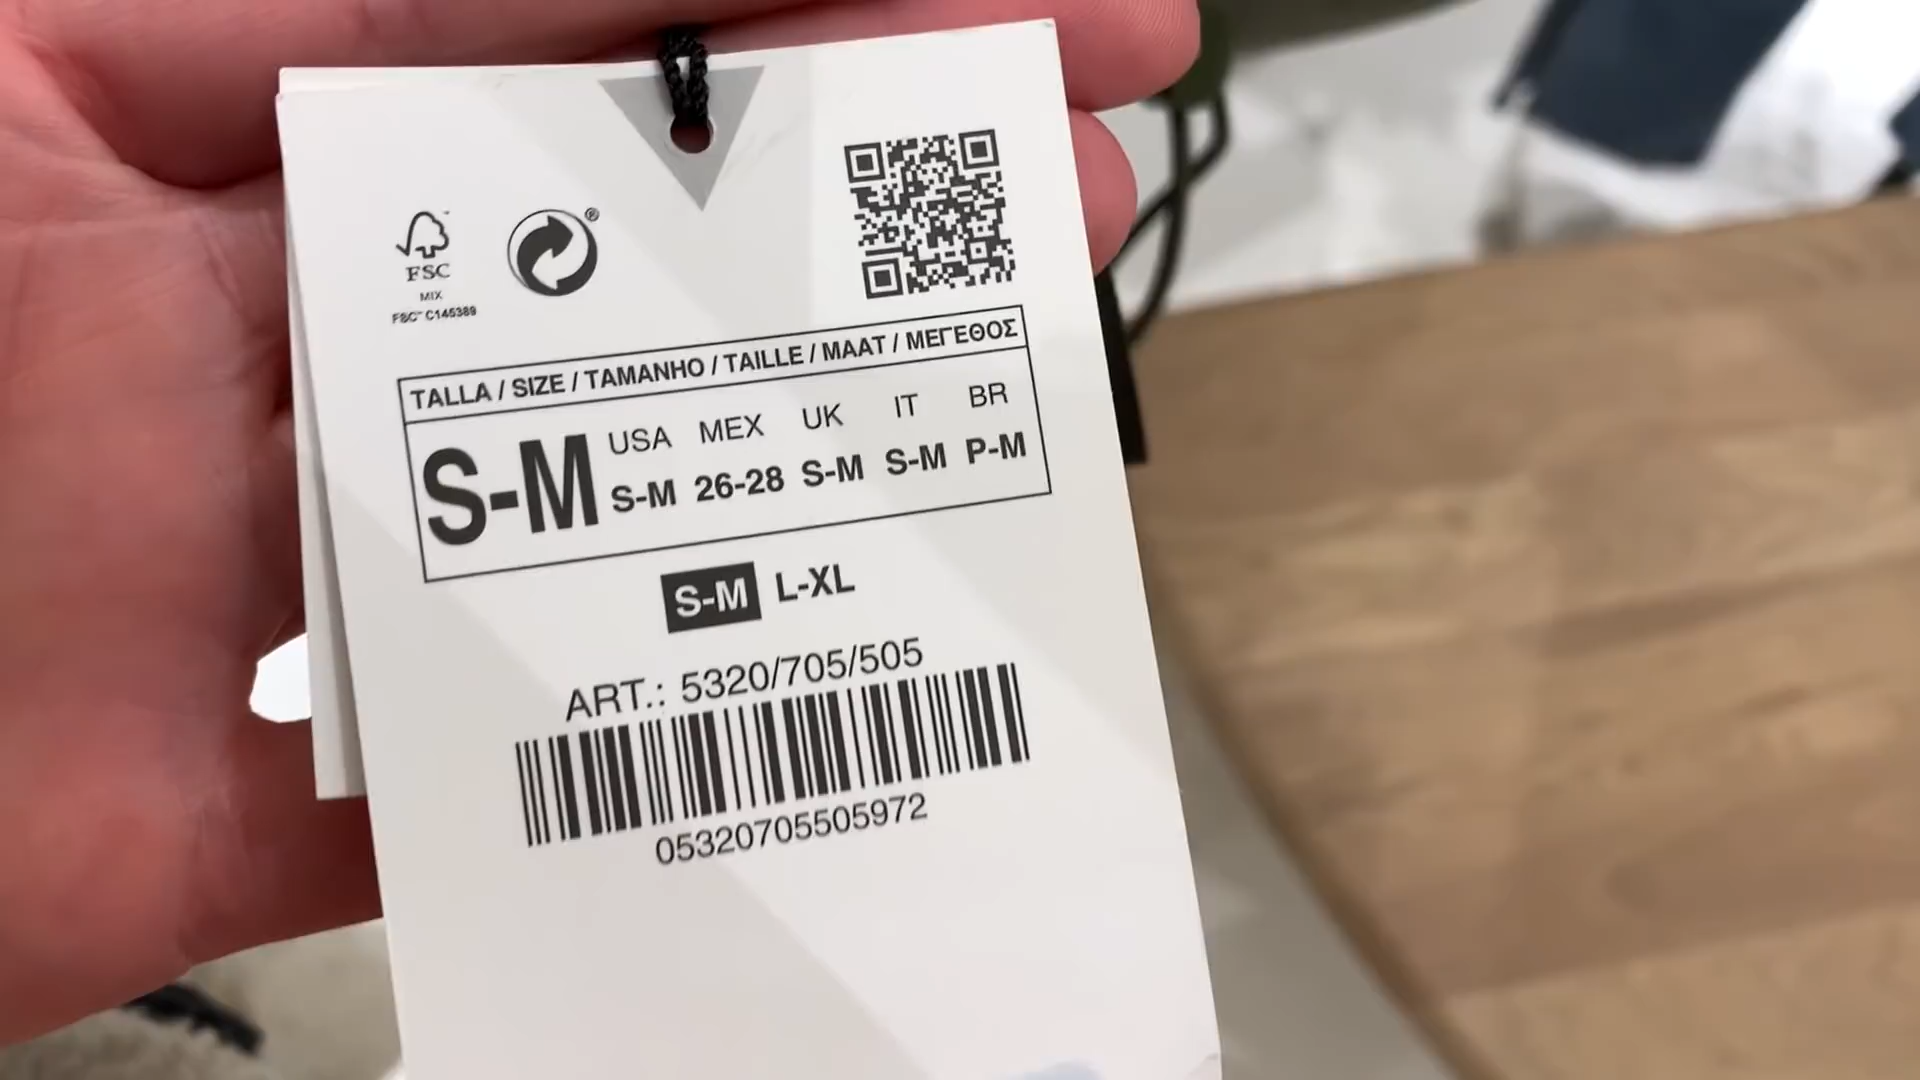 FSC
MIX
FSC™ C145389
®
TALLA / SIZE / TAMANHO / TAILLE / MAAT / ΜΕΓΕΘΟΣ
USA MEX UK IT BR
S-M S-M 26-28 S-M S-M P-M
S-M L-XL
ART.: 5320/705/505
05320705505972